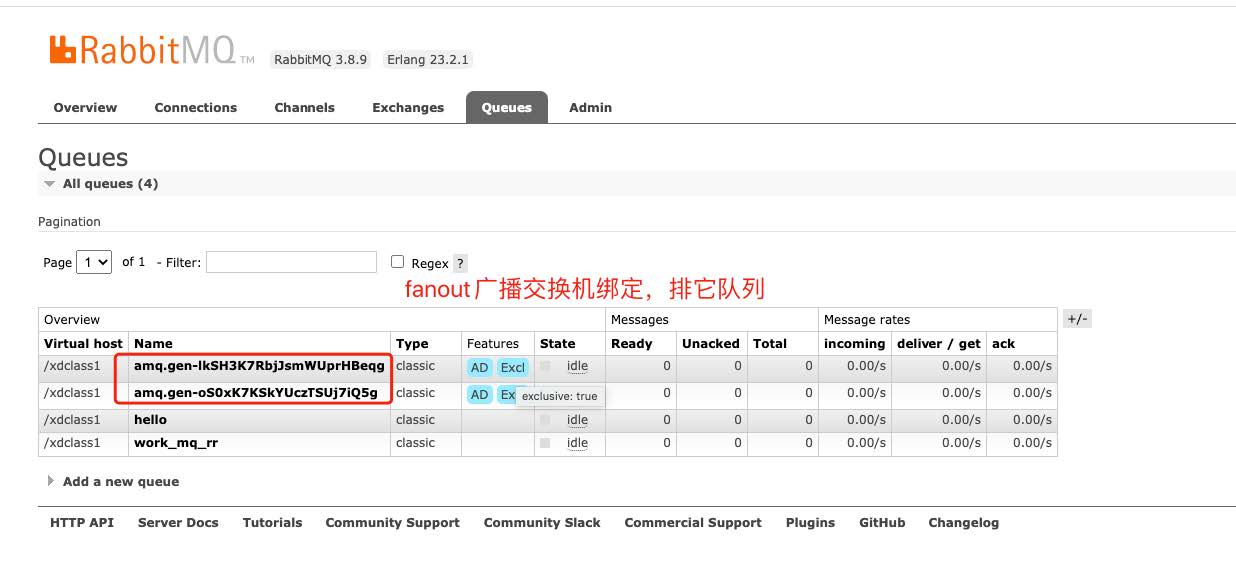 RabbitMQ TM RabbitMQ 3.8.9 Erlang 23.2.1
Overview Connections Channels Exchanges Queues Admin
Queues
All queues (4)
Pagination
Page 1 of 1 - Filter: Regex ?
fanout广播交换机绑定，排它队列
Overview Messages Message rates +/-
Virtual host Name Type Features State Ready Unacked Total incoming deliver / get ack
/xdclass1 amq.gen-lkSH3K7RbjJsmWUprHBeqg classic AD Excl idle 0 0 0 0.00/s 0.00/s 0.00/s
/xdclass1 amq.gen-oS0xK7KSkYUczTSUj7iQ5g classic AD Ex exclusive: true 0 0 0 0.00/s 0.00/s 0.00/s
/xdclass1 hello classic idle 0 0 0 0.00/s 0.00/s 0.00/s
/xdclass1 work_mq_rr classic idle 0 0 0 0.00/s 0.00/s 0.00/s
Add a new queue
HTTP API Server Docs Tutorials Community Support Community Slack Commercial Support Plugins GitHub Changelog